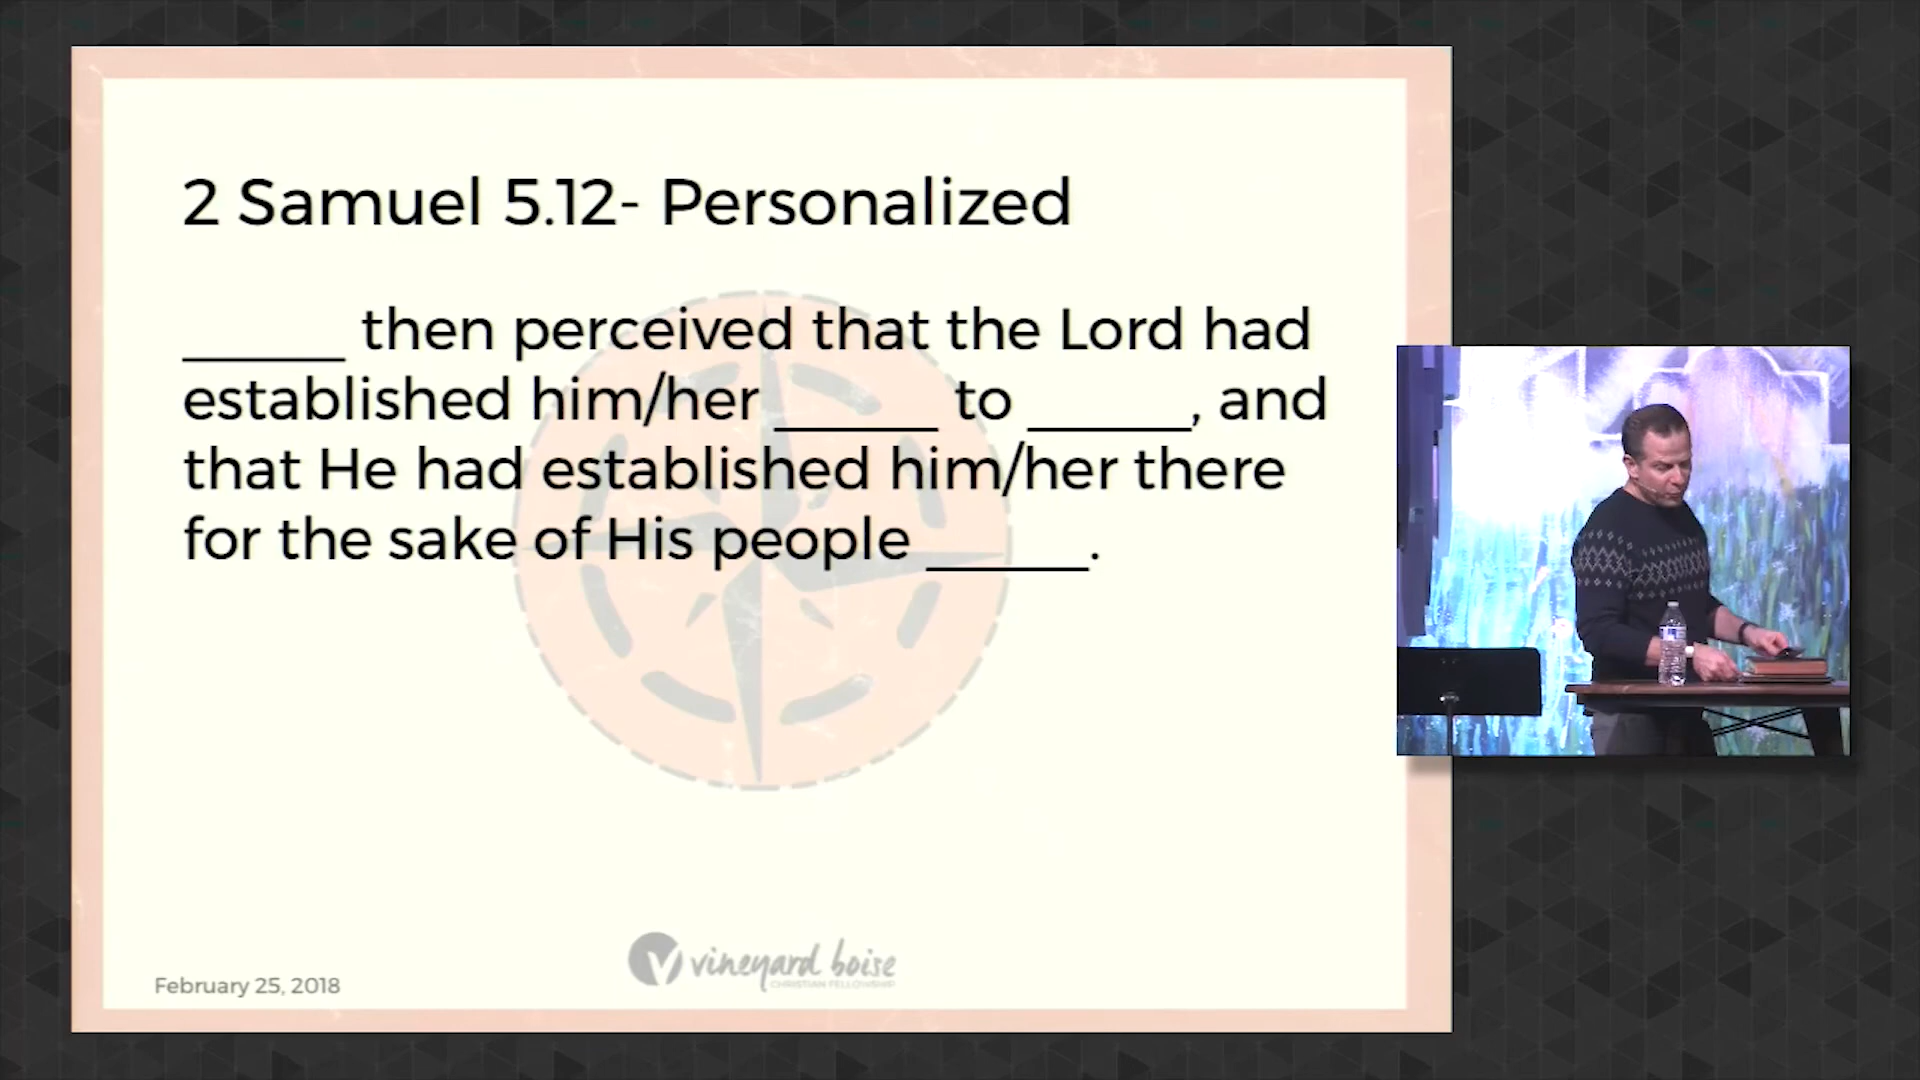 2 Samuel 5.12- Personalized
______ then perceived that the Lord had
established him/her ______ to ______, and
that He had established him/her there
for the sake of His people ______.
February 25, 2018
vineyard boise
CHRISTIAN FELLOWSHIP